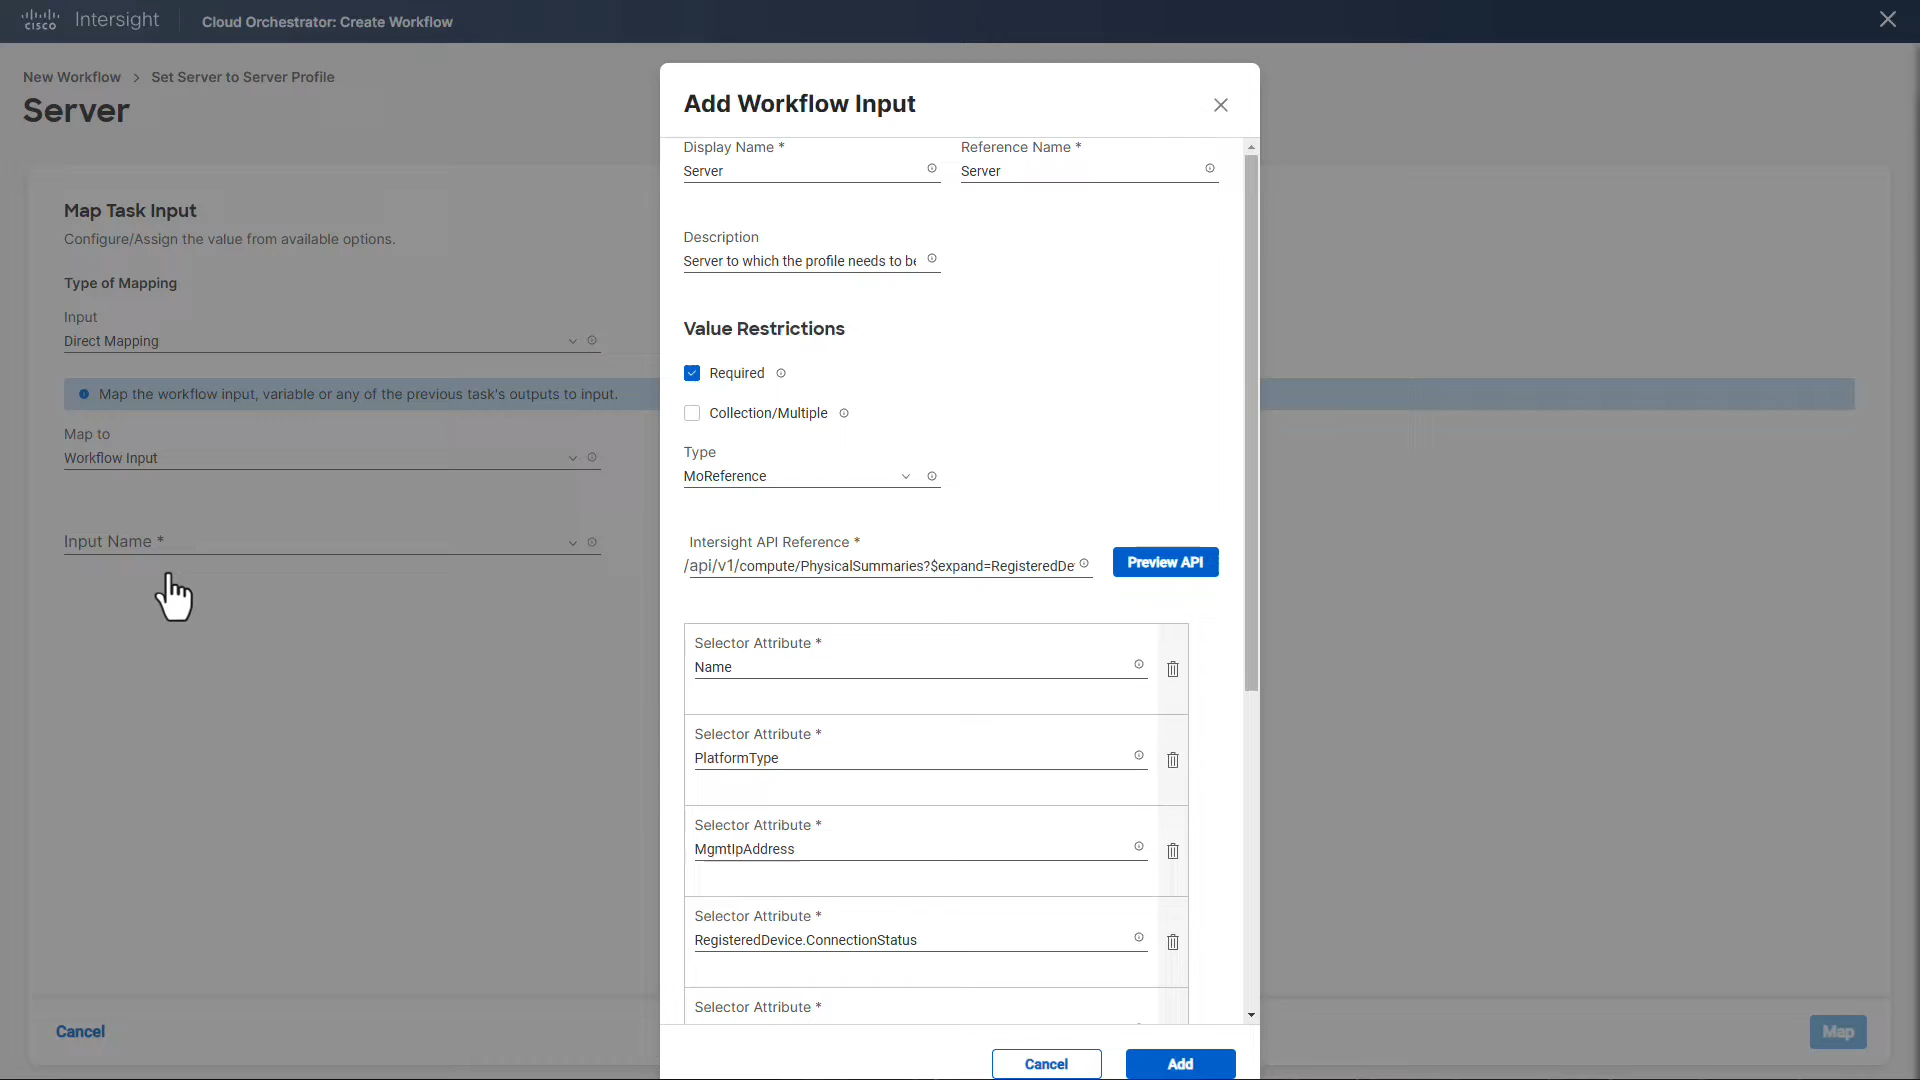 cisco Intersight Cloud Orchestrator: Create Workflow
New Workflow > Set Server to Server Profile
Server
Map Task Input
Configure/Assign the value from available options.
Type of Mapping
Input
Direct Mapping
Map the workflow input, variable or any of the previous task's outputs to input.
Map to
Workflow Input
Input Name *
Cancel
Map
Add Workflow Input
Display Name * Reference Name *
Server Server
Description
Server to which the profile needs to be
Value Restrictions
Required
Collection/Multiple
Type
MoReference
Intersight API Reference *
/api/v1/compute/PhysicalSummaries?$expand=RegisteredDe
Preview API
Selector Attribute *
Name
Selector Attribute *
PlatformType
Selector Attribute *
MgmtIpAddress
Selector Attribute *
RegisteredDevice.ConnectionStatus
Selector Attribute *
Cancel Add